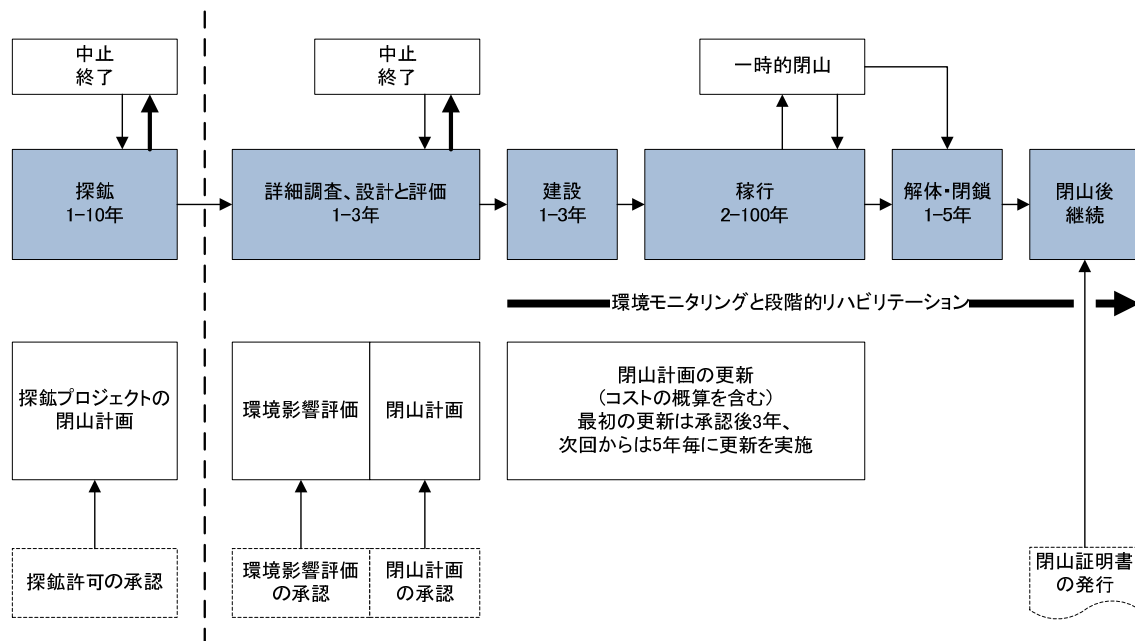 中止
終了
中止
終了
一時的閉山
探鉱
1-10年
詳細調査、設計と評価
1-3年
建設
1-3年
稼行
2-100年
解体・閉鎖
1-5年
閉山後
継続
環境モニタリングと段階的リハビリテーション
探鉱プロジェクトの
閉山計画
環境影響評価
閉山計画
閉山計画の更新
(コストの概算を含む)
最初の更新は承認後3年、
次回からは5年毎に更新を実施
探鉱許可の承認
環境影響評価
の承認
閉山計画
の承認
閉山証明書
の発行